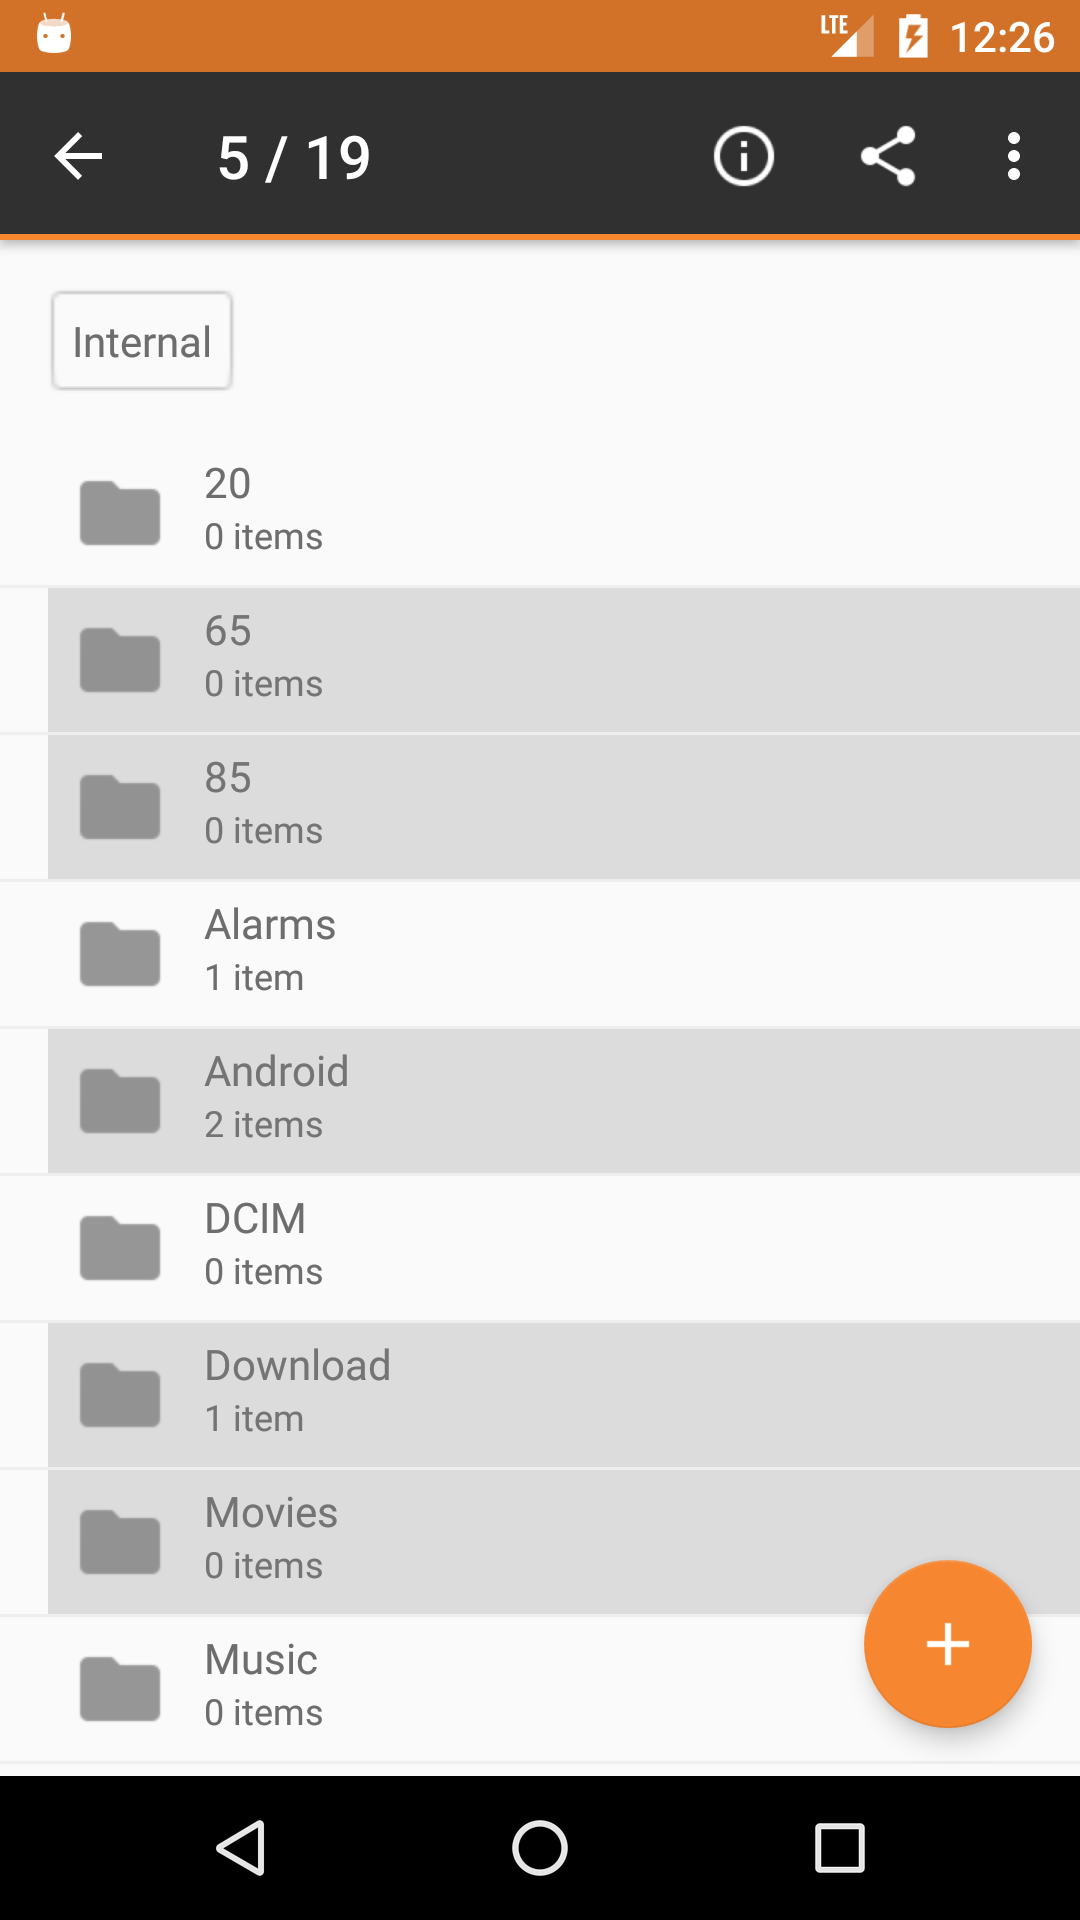 LTE 12:26
5 / 19
Internal
20
0 items
65
0 items
85
0 items
Alarms
1 item
Android
2 items
DCIM
0 items
Download
1 item
Movies
0 items
Music
0 items